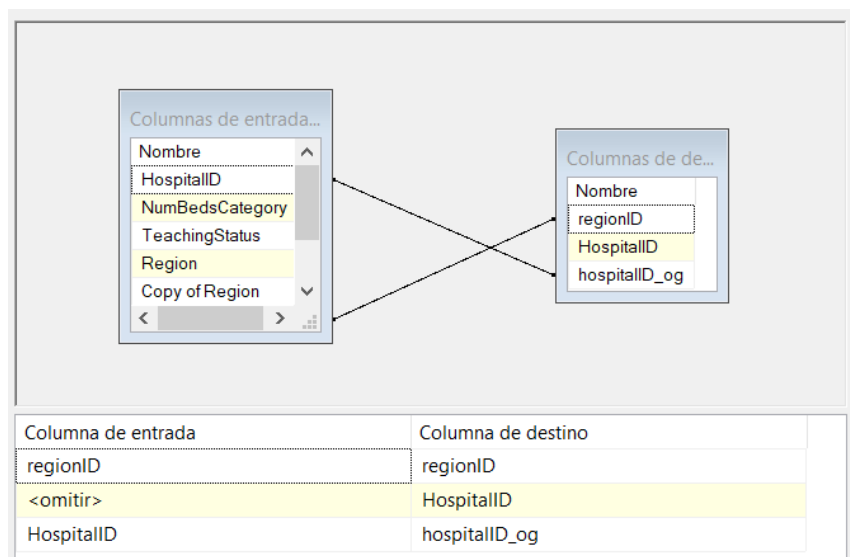 Columnas de entrada...
Nombre
HospitalID
NumBedsCategory
TeachingStatus
Region
Copy of Region
Columnas de de...
Nombre
regionID
HospitalID
hospitalID_og
Columna de entrada Columna de destino
regionID regionID
<omitir> HospitalID
HospitalID hospitalID_og